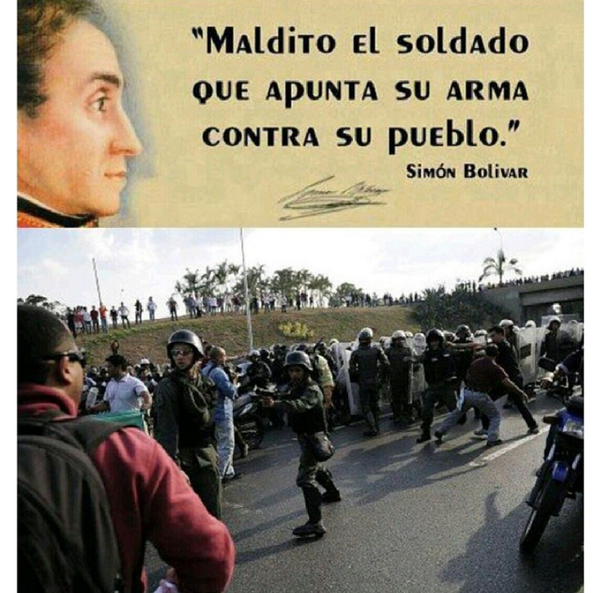 “Maldito el soldado
que apunta su arma
contra su pueblo.”
Simón Bolivar